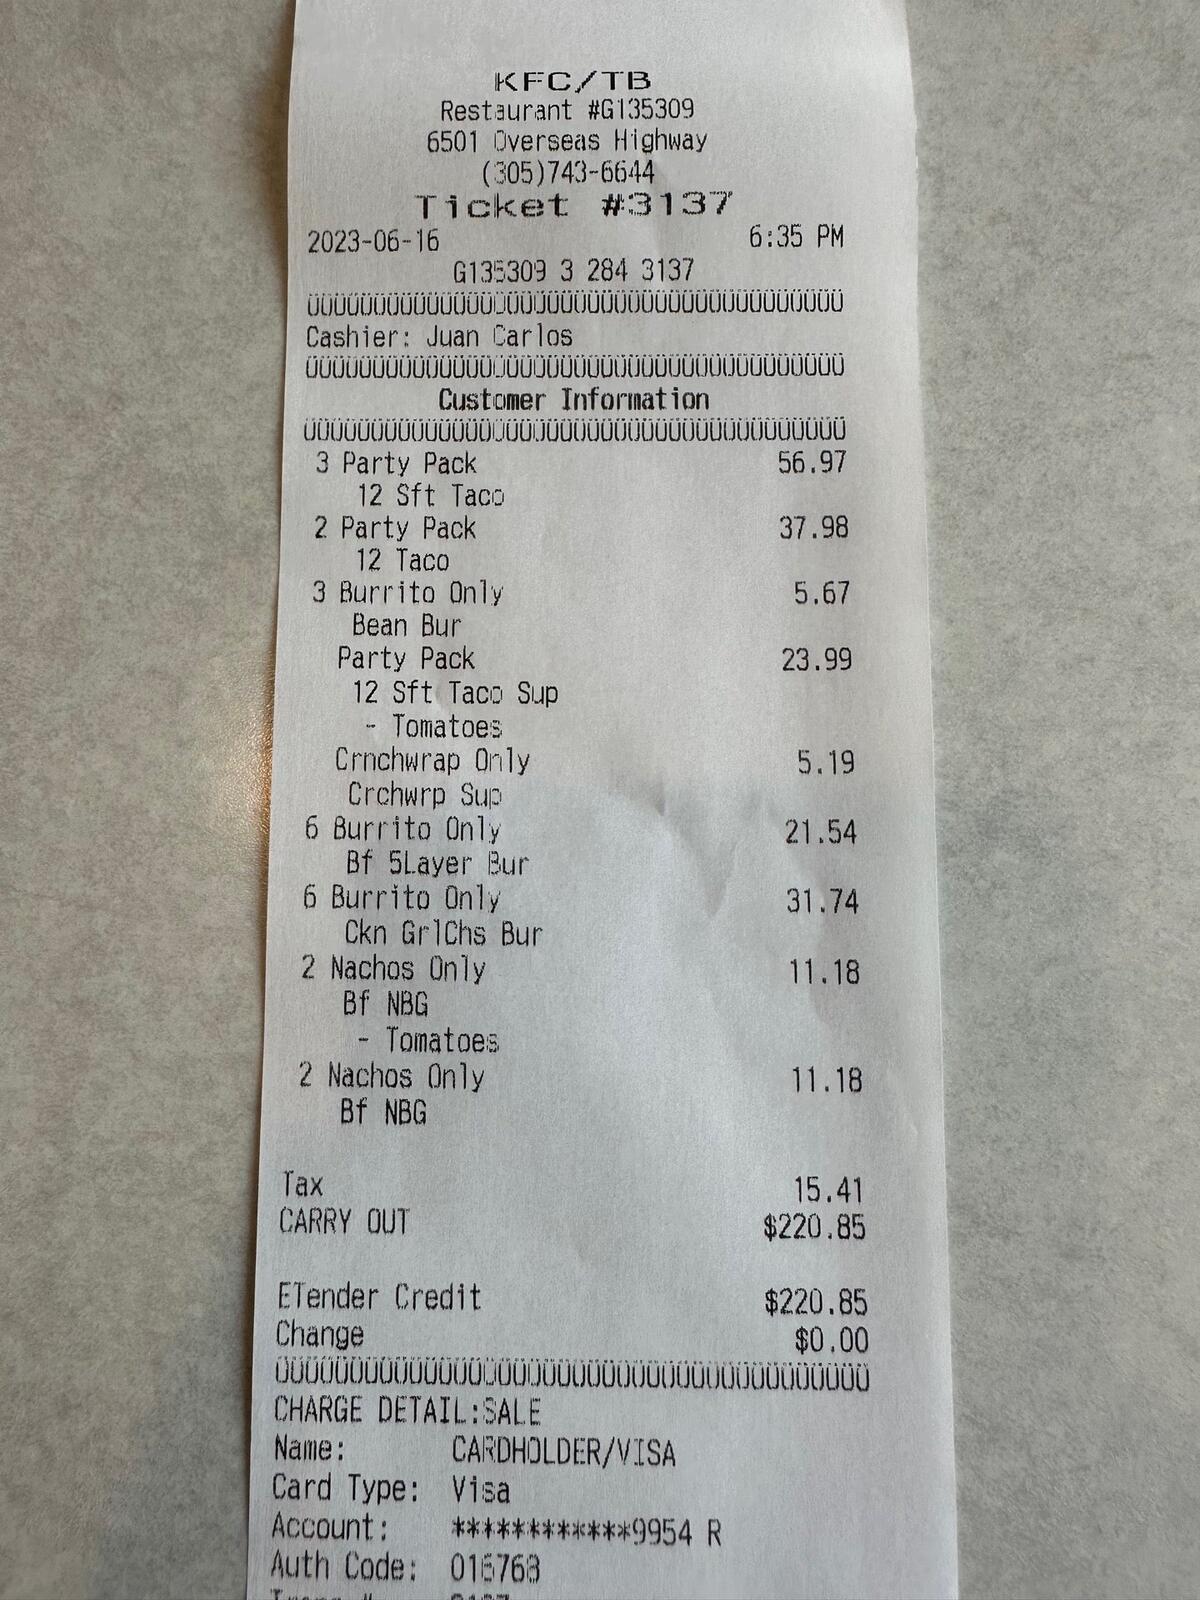 KFC/TB
Restaurant #G135309
6501 Overseas Highway
(305)743-6644
Ticket #3137
2023-06-16 6:35 PM
G135309 3 284 3137
ÜÜÜÜÜÜÜÜÜÜÜÜÜÜÜÜÜÜÜÜÜÜÜÜÜÜÜÜÜÜÜÜÜÜÜÜÜÜÜÜ
Cashier: Juan Carlos
ÜÜÜÜÜÜÜÜÜÜÜÜÜÜÜÜÜÜÜÜÜÜÜÜÜÜÜÜÜÜÜÜÜÜÜÜÜÜÜÜ
Customer Information
ÜÜÜÜÜÜÜÜÜÜÜÜÜÜÜÜÜÜÜÜÜÜÜÜÜÜÜÜÜÜÜÜÜÜÜÜÜÜÜÜ
3 Party Pack 56.97
12 Sft Taco
2 Party Pack 37.98
12 Taco
3 Burrito Only 5.67
Bean Bur
Party Pack 23.99
12 Sft Taco Sup
- Tomatoes
Crnchwrap Only 5.19
Crchwrp Sup
6 Burrito Only 21.54
Bf 5Layer Bur
6 Burrito Only 31.74
Ckn GrlChs Bur
2 Nachos Only 11.18
Bf NBG
- Tomatoes
2 Nachos Only 11.18
Bf NBG
Tax 15.41
CARRY OUT $220.85
ETender Credit $220.85
Change $0.00
ÜÜÜÜÜÜÜÜÜÜÜÜÜÜÜÜÜÜÜÜÜÜÜÜÜÜÜÜÜÜÜÜÜÜÜÜÜÜÜÜ
CHARGE DETAIL:SALE
Name: CARDHOLDER/VISA
Card Type: Visa
Account: ************9954 R
Auth Code: